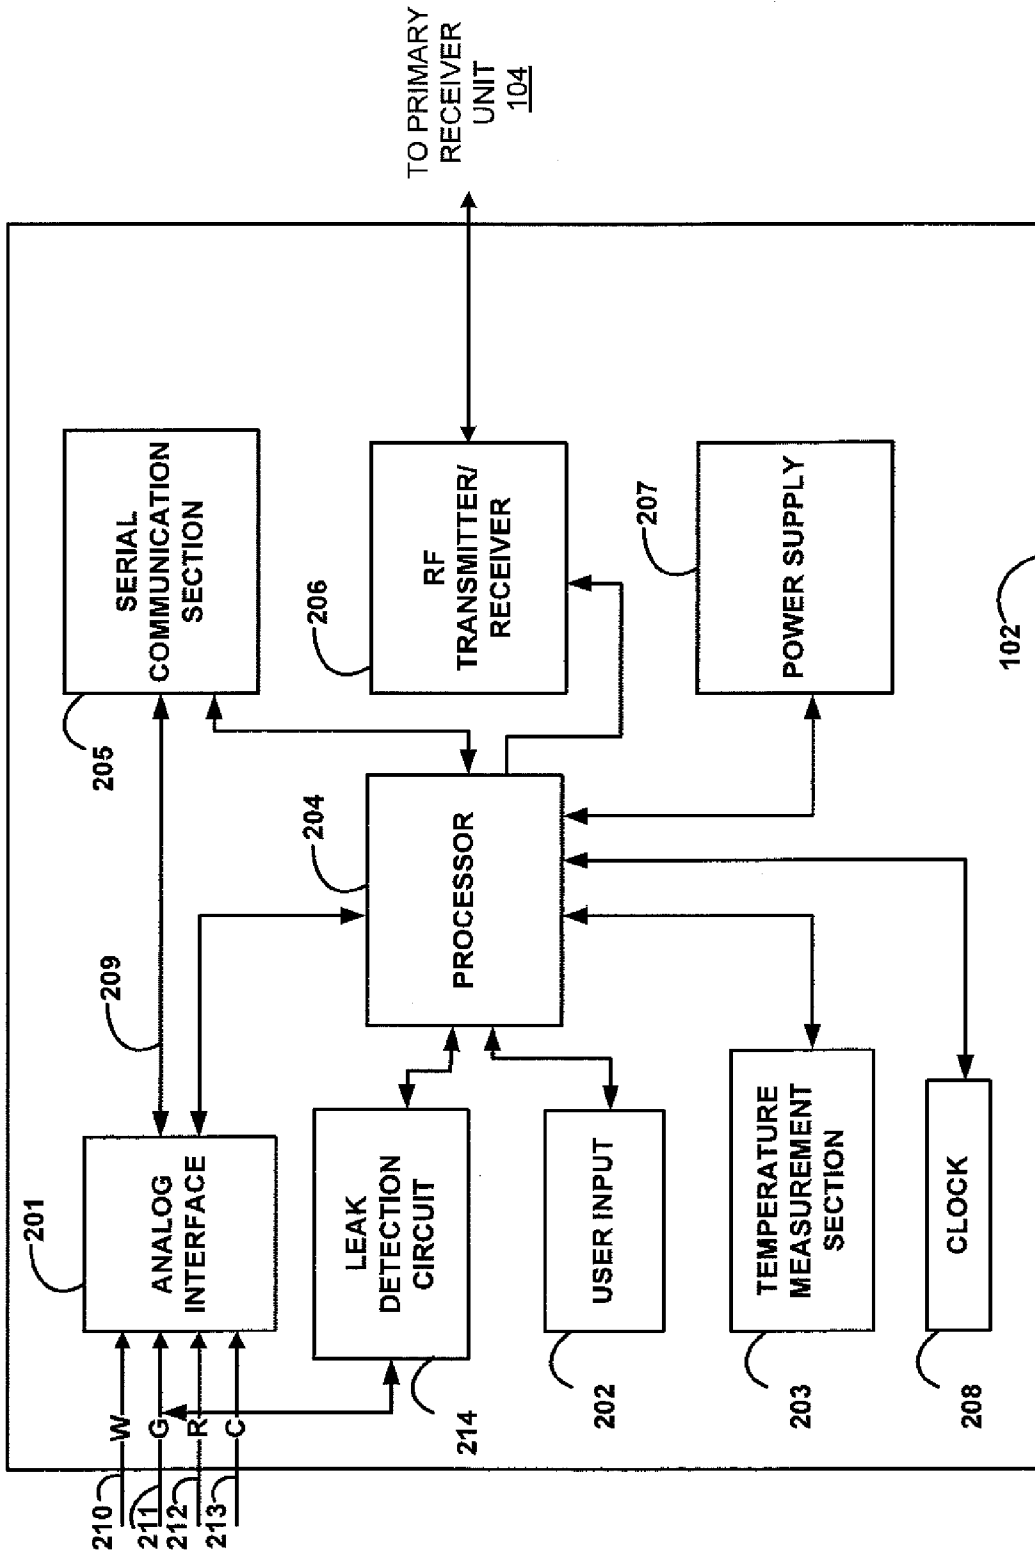 TO PRIMARY
RECEIVER
UNIT
104
SERIAL
COMMUNICATION
SECTION
205
RF
TRANSMITTER/
RECEIVER
206
POWER SUPPLY
207
102
PROCESSOR
204
209
ANALOG
INTERFACE
201
LEAK
DETECTION
CIRCUIT
214
USER INPUT
202
TEMPERATURE
MEASUREMENT
SECTION
203
CLOCK
208
W
G
R
C
210
211
212
213